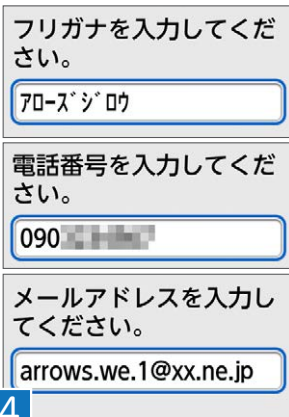 フリガナを入力してくだ
さい。
ｱﾛｰｽﾞｼﾞﾛｳ
電話番号を入力してくだ
さい。
090
メールアドレスを入力し
てください。
arrows.we.1@xx.ne.jp
4